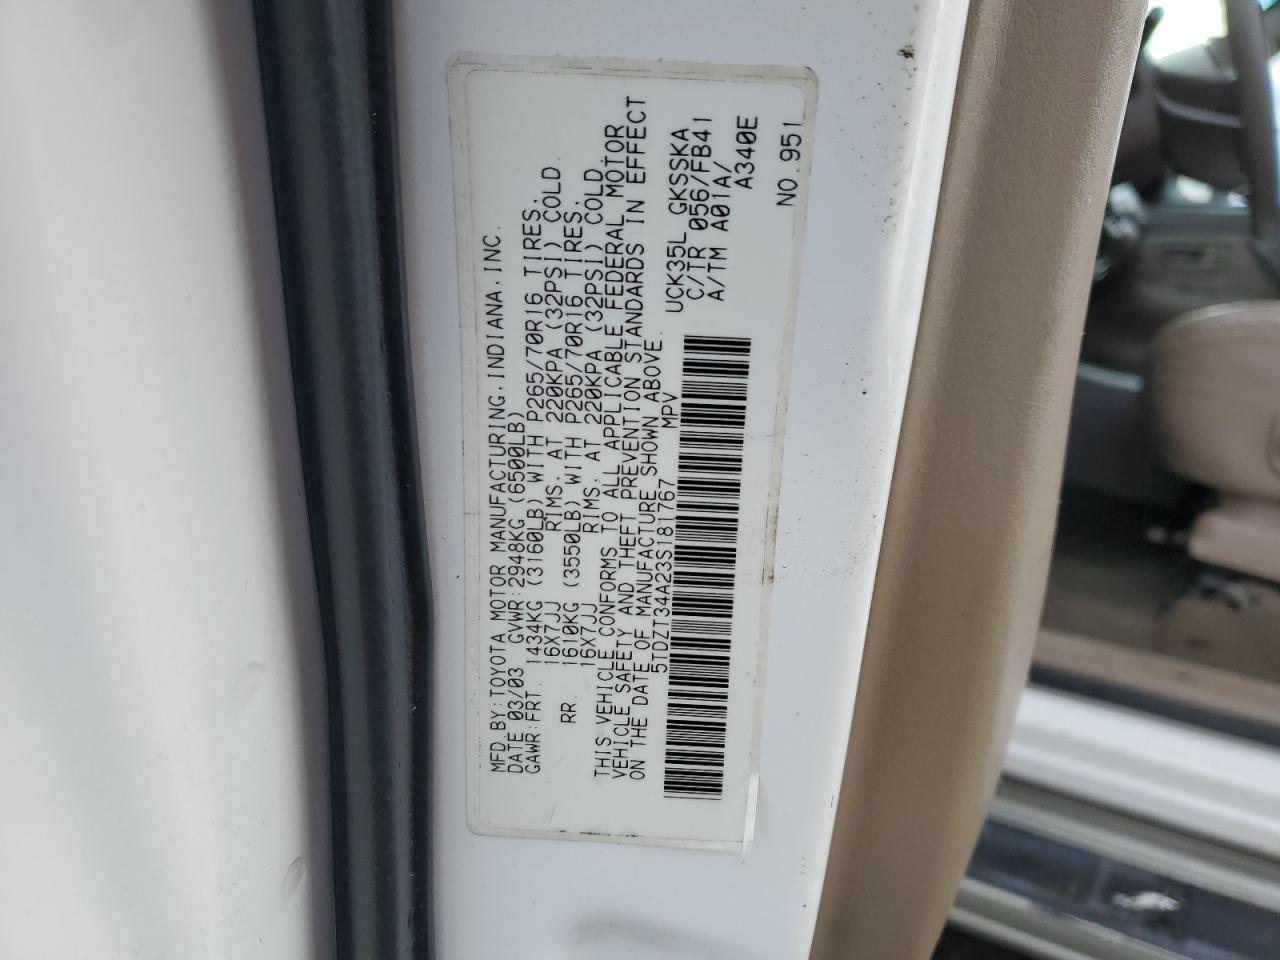 MFD. BY: TOYOTA MOTOR MANUFACTURING, INDIANA, INC.
DATE 03/03 GVWR: 2948KG (6500LB)
GAWR: FRT. 1434KG (3160LB) WITH P265/70R16 TIRES,
16X7JJ RIMS, AT 220KPA (32PSI) COLD.
RR. 1610KG (3550LB) WITH P265/70R16 TIRES,
16X7JJ RIMS, AT 220KPA (32PSI) COLD.
THIS VEHICLE CONFORMS TO ALL APPLICABLE FEDERAL MOTOR
VEHICLE SAFETY AND THEFT PREVENTION STANDARDS IN EFFECT
ON THE DATE OF MANUFACTURE SHOWN ABOVE.
5TDZT34A23S181767 MPV
UCK35L GKSSKA
C/TR 056/FB41
A/TM A01A/
A340E
NO. 951